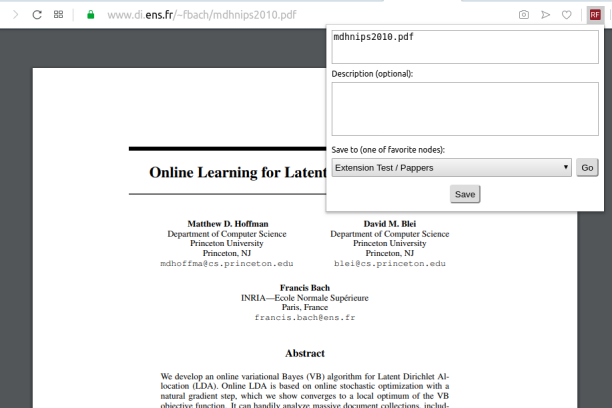 www.di.ens.fr/~fbach/mdhnips2010.pdf
RF
mdhnips2010.pdf
Description (optional):
Save to (one of favorite nodes):
Extension Test / Pappers
Go
Save
Online Learning for Latent
Matthew D. Hoffman
Department of Computer Science
Princeton University
Princeton, NJ
mdhoffma@cs.princeton.edu
David M. Blei
Department of Computer Science
Princeton University
Princeton, NJ
blei@cs.princeton.edu
Francis Bach
INRIA—Ecole Normale Supérieure
Paris, France
francis.bach@ens.fr
Abstract
We develop an online variational Bayes (VB) algorithm for Latent Dirichlet Al-
location (LDA). Online LDA is based on online stochastic optimization with a
natural gradient step, which we show converges to a local optimum of the VB
objective function. It can handily analyze massive document collections, includ-